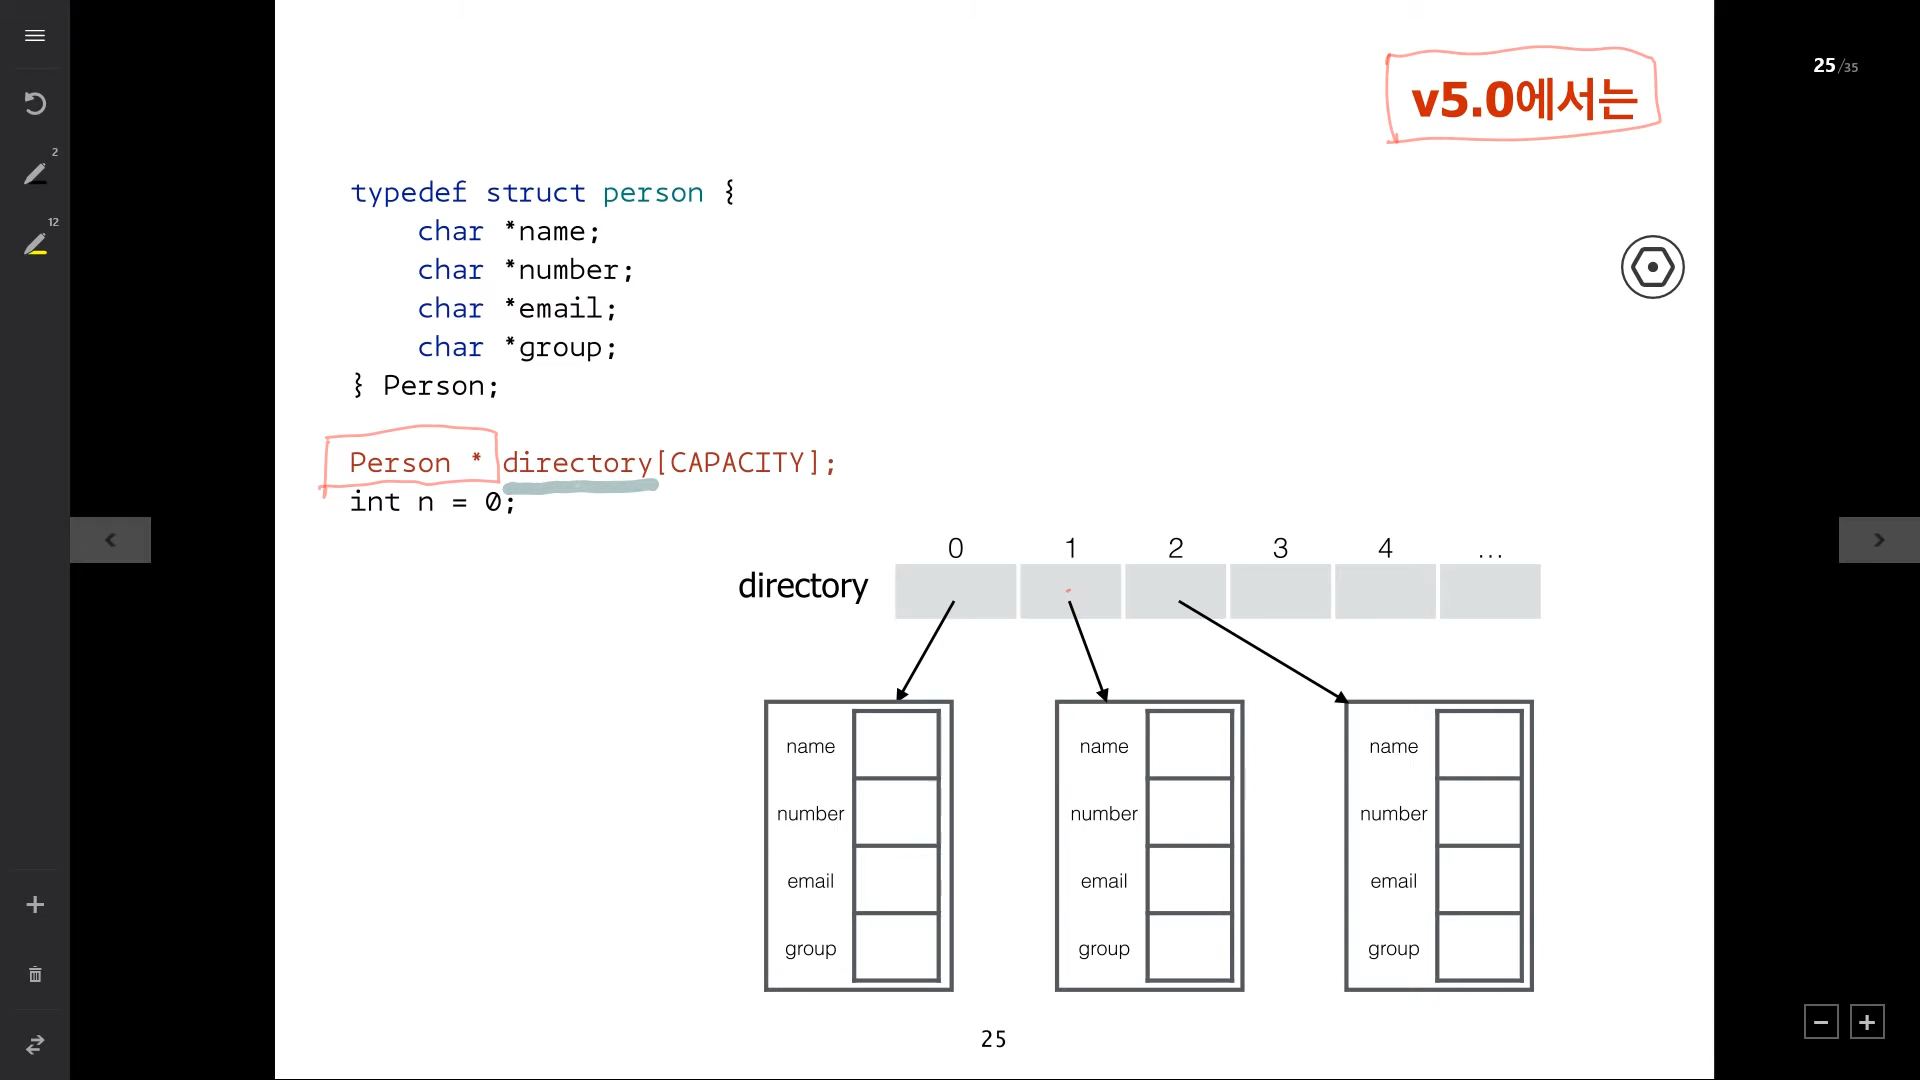 v5.0에서는
25/35
2
12
typedef struct person {
char *name;
char *number;
char *email;
char *group;
} Person;
Person * directory[CAPACITY];
int n = 0;
0 1 2 3 4 ...
directory
name name name
number number number
email email email
group group group
25